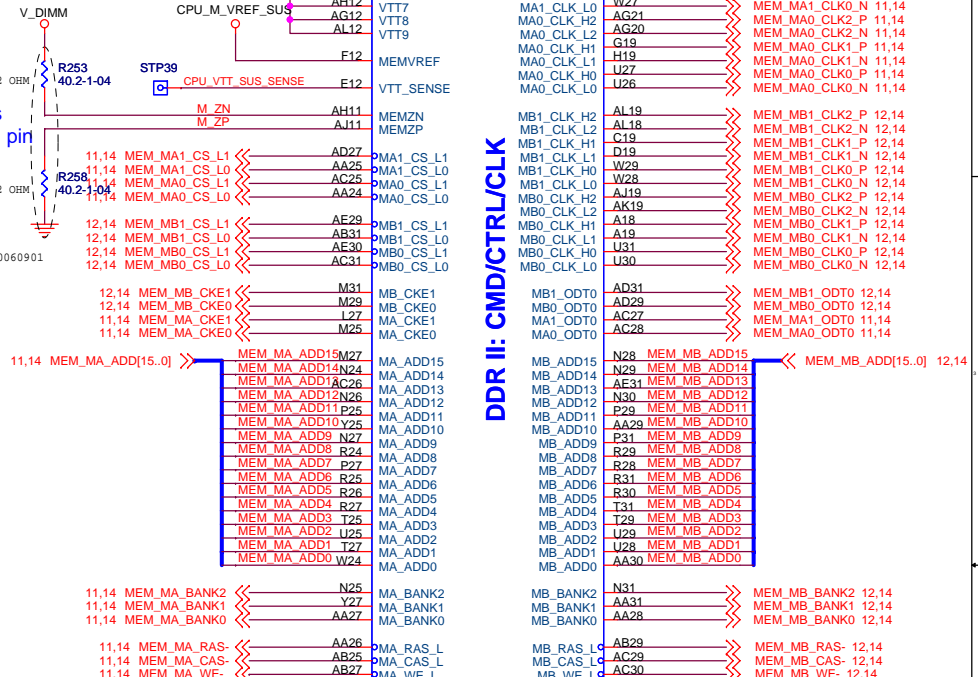 V_DIMM
CPU_M_VREF_SUS
AH12 VTT7 MA1_CLK_L0 W27 MEM_MA1_CLK0_N 11,14
AG12 VTT8 MA0_CLK_H2 AG21 MEM_MA0_CLK2_P 11,14
AL12 VTT9 MA0_CLK_L2 AG20 MEM_MA0_CLK2_N 11,14
MA0_CLK_H1 G19 MEM_MA0_CLK1_P 11,14
F12 MEMVREF MA0_CLK_L1 H19 MEM_MA0_CLK1_N 11,14
R253 STP39 MA0_CLK_H0 U27 MEM_MA0_CLK0_P 11,14
OHM 40.2-1-04 CPU_VTT_SUS_SENSE E12 VTT_SENSE MA0_CLK_L0 U26 MEM_MA0_CLK0_N 11,14
M_ZN AH11 MEMZN MB1_CLK_H2 AL19 MEM_MB1_CLK2_P 12,14
M_ZP AJ11 MEMZP MB1_CLK_L2 AL18 MEM_MB1_CLK2_N 12,14
pin
MB1_CLK_H1 C19 MEM_MB1_CLK1_P 12,14
11,14 MEM_MA1_CS_L1 AD27 MA1_CS_L1 MB1_CLK_L1 D19 MEM_MB1_CLK1_N 12,14
11,14 MEM_MA1_CS_L0 AA25 MA1_CS_L0 MB1_CLK_H0 W29 MEM_MB1_CLK0_P 12,14
R258 11,14 MEM_MA0_CS_L1 AC25 MA0_CS_L1 MB1_CLK_L0 W28 MEM_MB1_CLK0_N 12,14
OHM 40.2-1-04 11,14 MEM_MA0_CS_L0 AA24 MA0_CS_L0 MB0_CLK_H2 AJ19 MEM_MB0_CLK2_P 12,14
MB0_CLK_L2 AK19 MEM_MB0_CLK2_N 12,14
12,14 MEM_MB1_CS_L1 AE29 MB1_CS_L1 MB0_CLK_H1 A18 MEM_MB0_CLK1_P 12,14
12,14 MEM_MB1_CS_L0 AB31 MB1_CS_L0 MB0_CLK_L1 A19 MEM_MB0_CLK1_N 12,14
12,14 MEM_MB0_CS_L1 AE30 MB0_CS_L1 MB0_CLK_H0 U31 MEM_MB0_CLK0_P 12,14
0060901 12,14 MEM_MB0_CS_L0 AC31 MB0_CS_L0 MB0_CLK_L0 U30 MEM_MB0_CLK0_N 12,14
DDR II: CMD/CTRL/CLK
12,14 MEM_MB_CKE1 M31 MB_CKE1 MB1_ODT0 AD31 MEM_MB1_ODT0 12,14
12,14 MEM_MB_CKE0 M29 MB_CKE0 MB0_ODT0 AD29 MEM_MB0_ODT0 12,14
11,14 MEM_MA_CKE1 L27 MA_CKE1 MA1_ODT0 AC27 MEM_MA1_ODT0 11,14
11,14 MEM_MA_CKE0 M25 MA_CKE0 MA0_ODT0 AC28 MEM_MA0_ODT0 11,14
11,14 MEM_MA_ADD[15..0] MEM_MA_ADD15 M27 MA_ADD15 MB_ADD15 N28 MEM_MB_ADD15 MEM_MB_ADD[15..0] 12,14
MEM_MA_ADD14 N24 MA_ADD14 MB_ADD14 N29 MEM_MB_ADD14
MEM_MA_ADD13 AC26 MA_ADD13 MB_ADD13 AE31 MEM_MB_ADD13
MEM_MA_ADD12 N26 MA_ADD12 MB_ADD12 N30 MEM_MB_ADD12
MEM_MA_ADD11 P25 MA_ADD11 MB_ADD11 P29 MEM_MB_ADD11
MEM_MA_ADD10 Y25 MA_ADD10 MB_ADD10 AA29 MEM_MB_ADD10
MEM_MA_ADD9 N27 MA_ADD9 MB_ADD9 P31 MEM_MB_ADD9
MEM_MA_ADD8 R24 MA_ADD8 MB_ADD8 R29 MEM_MB_ADD8
MEM_MA_ADD7 P27 MA_ADD7 MB_ADD7 R28 MEM_MB_ADD7
MEM_MA_ADD6 R25 MA_ADD6 MB_ADD6 R31 MEM_MB_ADD6
MEM_MA_ADD5 R26 MA_ADD5 MB_ADD5 R30 MEM_MB_ADD5
MEM_MA_ADD4 R27 MA_ADD4 MB_ADD4 T31 MEM_MB_ADD4
MEM_MA_ADD3 T25 MA_ADD3 MB_ADD3 T29 MEM_MB_ADD3
MEM_MA_ADD2 U25 MA_ADD2 MB_ADD2 U29 MEM_MB_ADD2
MEM_MA_ADD1 T27 MA_ADD1 MB_ADD1 U28 MEM_MB_ADD1
MEM_MA_ADD0 W24 MA_ADD0 MB_ADD0 AA30 MEM_MB_ADD0
11,14 MEM_MA_BANK2 N25 MA_BANK2 MB_BANK2 N31 MEM_MB_BANK2 12,14
11,14 MEM_MA_BANK1 Y27 MA_BANK1 MB_BANK1 AA31 MEM_MB_BANK1 12,14
11,14 MEM_MA_BANK0 AA27 MA_BANK0 MB_BANK0 AA28 MEM_MB_BANK0 12,14
11,14 MEM_MA_RAS- AA26 MA_RAS_L MB_RAS_L AB29 MEM_MB_RAS- 12,14
11,14 MEM_MA_CAS- AB25 MA_CAS_L MB_CAS_L AC29 MEM_MB_CAS- 12,14
11,14 MEM_MA_WE- AB27 MA_WE_L MB_WE_L AC30 MEM_MB_WE- 12,14